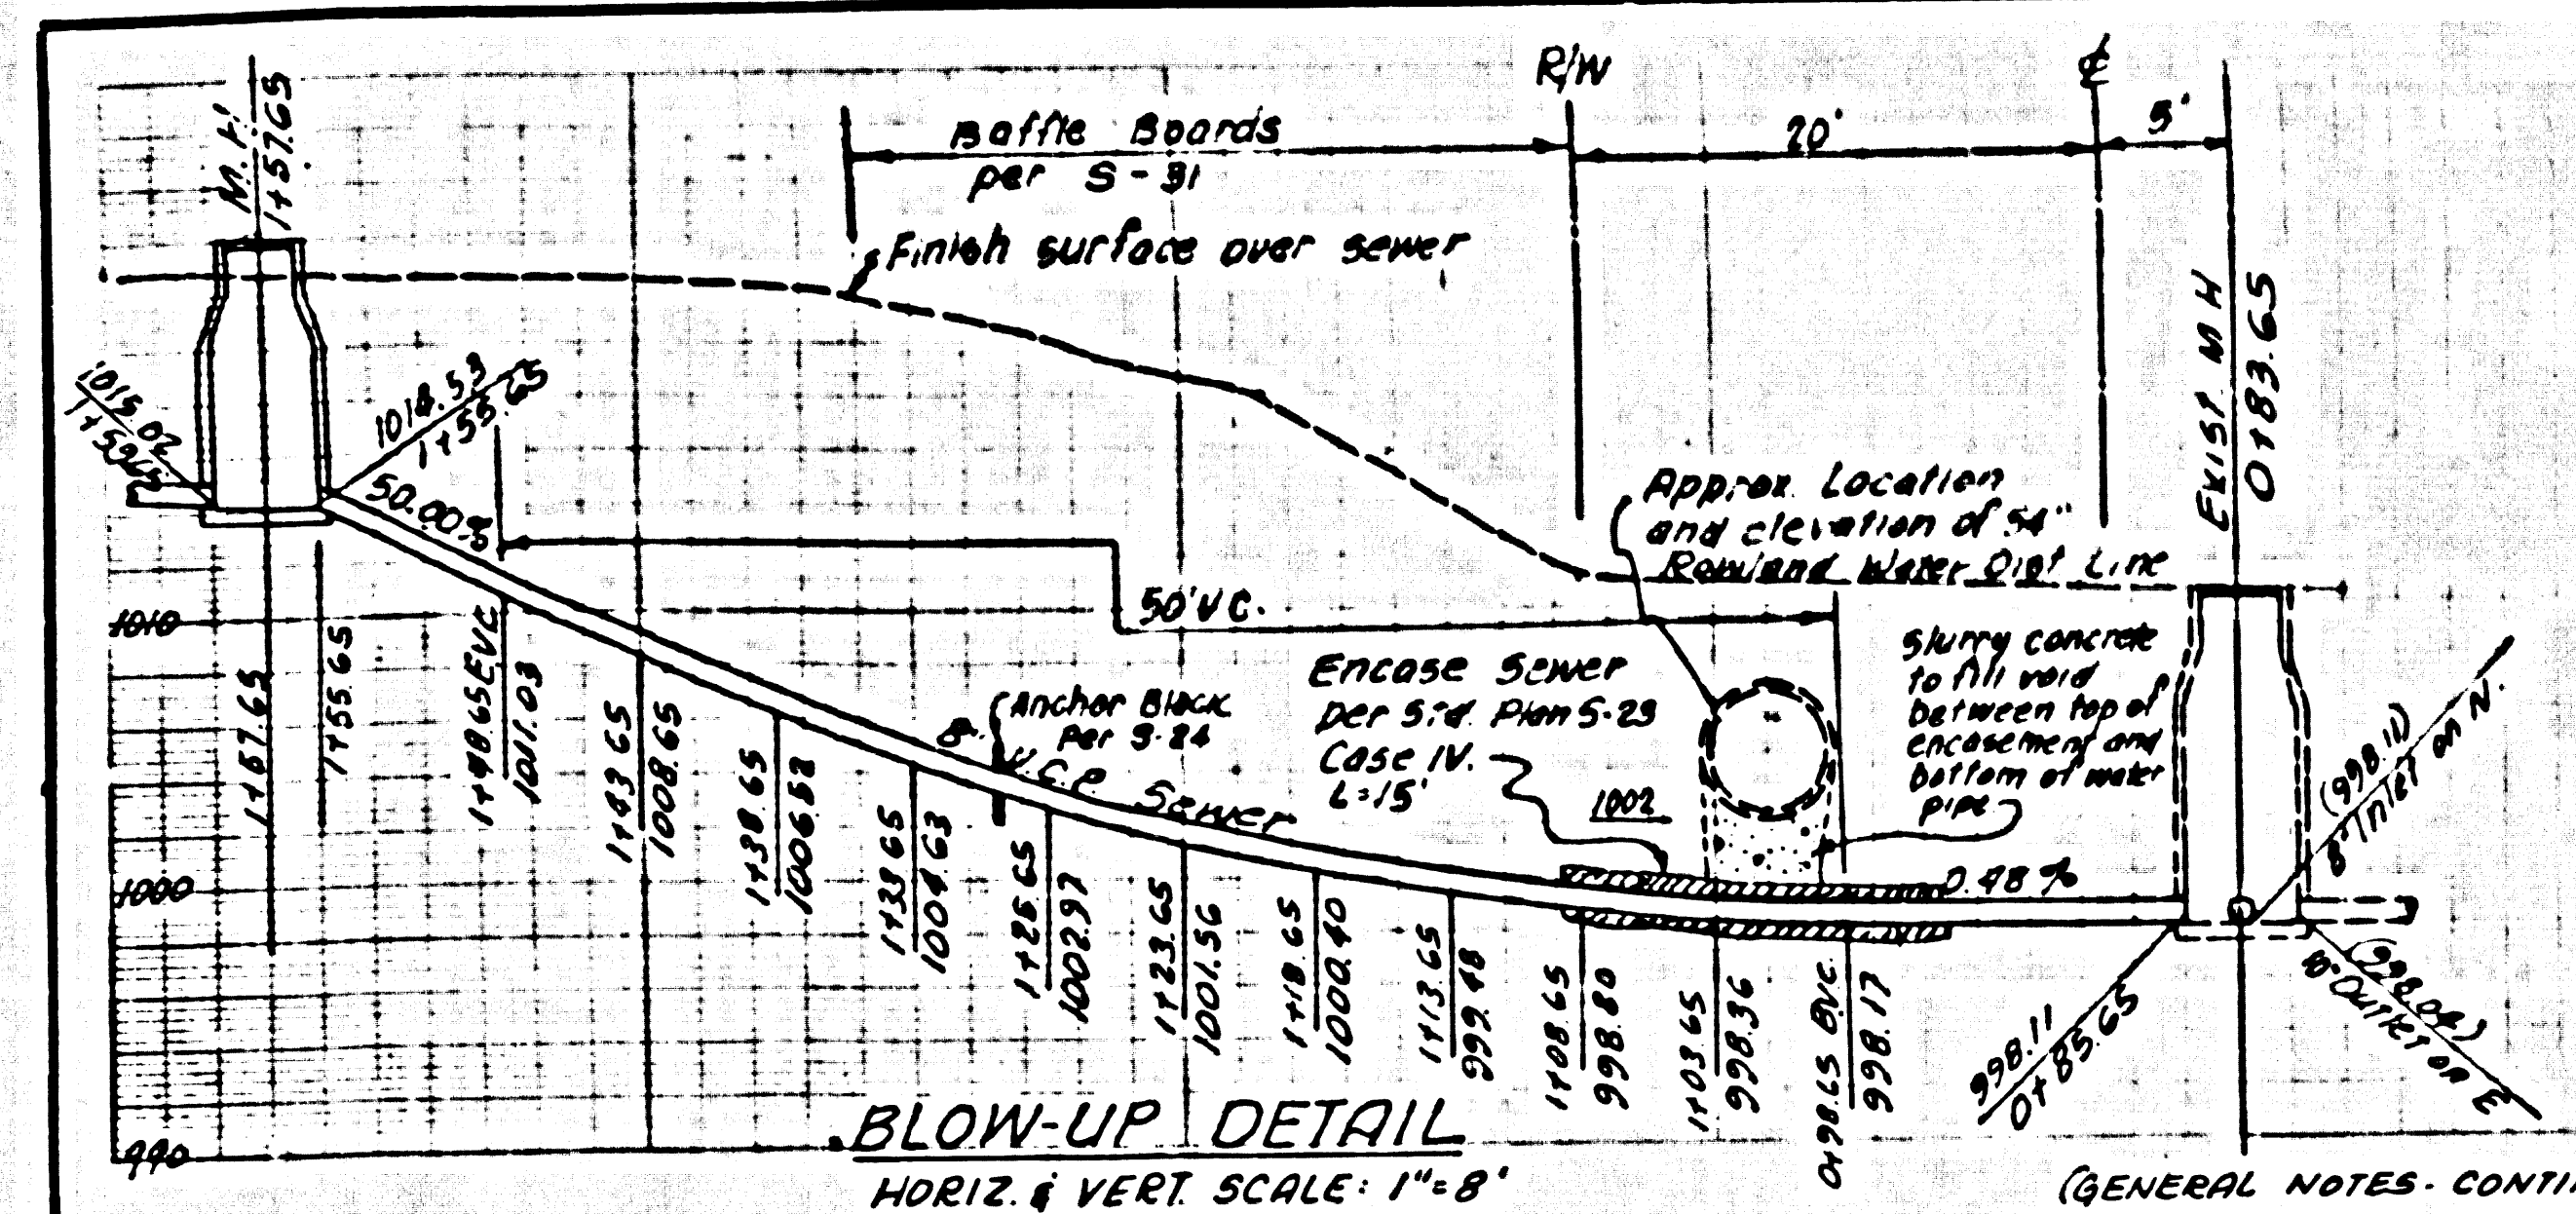 M.H.
1+57.65
Baffle Boards
per S-31
R/W
20'
℄
5'
Finish surface over sewer
EXIST. M H
0+83.65
1015.02
1014.53
1+55.65
50.00%
Approx. Location
and elevation of 54"
Rowland Water Dist Line
50' V C.
1010
1000
990
1+57.65
1+55.65
1+48.65 EVC
1011.03
1+43.65
1008.65
1+38.65
1006.52
1+33.65
1004.63
8"
V.C.P. Sewer
Anchor Block
Per S-24
1+28.65
1002.97
1+23.65
1001.56
1+18.65
1000.40
1+13.65
999.48
1+08.65
998.80
1+03.65
998.36
0+98.65 BVC
998.17
Encase Sewer
per Std. Plan S-23
Case IV.
L=15'
1002
Slurry concrete
to fill void
between top of
encasement and
bottom of water
pipe
0.48%
998.11
0+85.65
(998.11)
8" Inlet on N.
(998.04)
8" Outlet on E
BLOW-UP DETAIL
HORIZ. & VERT. SCALE: 1"=8'
(GENERAL NOTES - CONTI